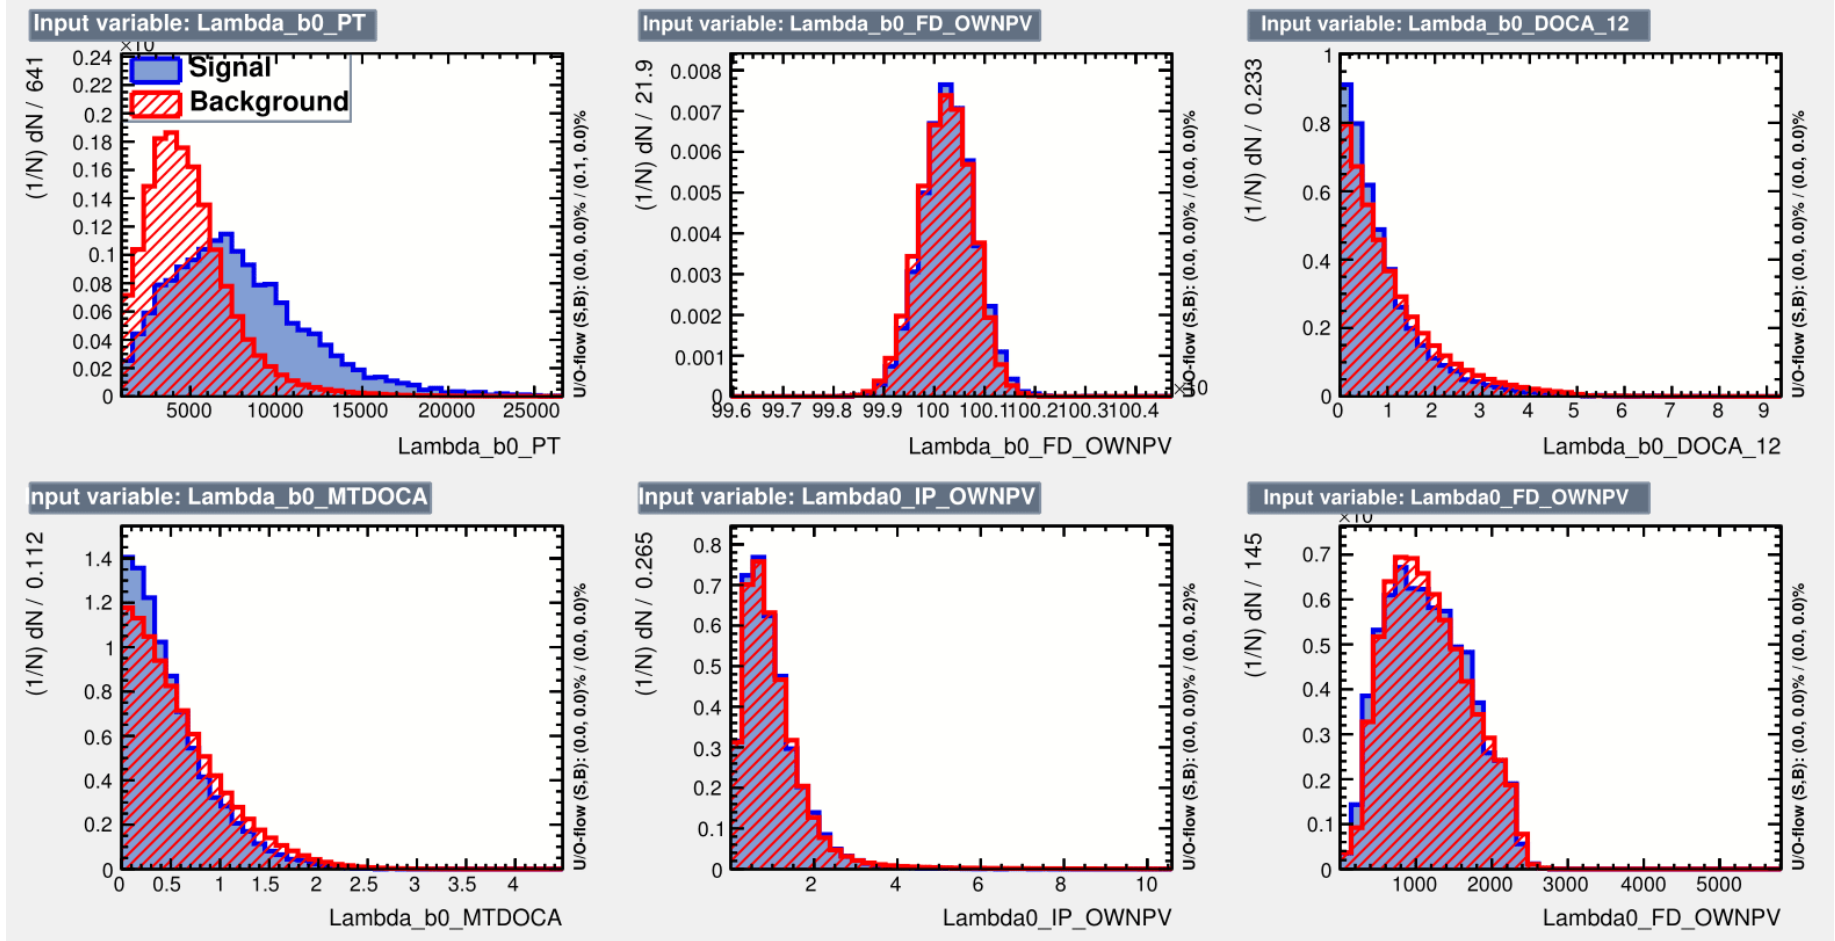 Input variable: Lambda_b0_PT
×10
(1/N) dN / 641
0.24
0.22
0.2
0.18
0.16
0.14
0.12
0.1
0.08
0.06
0.04
0.02
0
Signal
Background
5000 10000 15000 20000 25000
Lambda_b0_PT
U/O-flow (S,B): (0.0, 0.0)% / (0.1, 0.0)%
Input variable: Lambda_b0_FD_OWNPV
(1/N) dN / 21.9
0.008
0.007
0.006
0.005
0.004
0.003
0.002
0.001
0
99.6 99.7 99.8 99.9 100 100.1 100.2 100.3 100.4
Lambda_b0_FD_OWNPV
U/O-flow (S,B): (0.0, 0.0)% / (0.0, 0.0)%
Input variable: Lambda_b0_DOCA_12
(1/N) dN / 0.233
1
0.8
0.6
0.4
0.2
0
0 1 2 3 4 5 6 7 8 9
Lambda_b0_DOCA_12
U/O-flow (S,B): (0.0, 0.0)% / (0.0, 0.0)%
Input variable: Lambda_b0_MTDOCA
(1/N) dN / 0.112
1.4
1.2
1
0.8
0.6
0.4
0.2
0
0 0.5 1 1.5 2 2.5 3 3.5 4
Lambda_b0_MTDOCA
U/O-flow (S,B): (0.0, 0.0)% / (0.0, 0.0)%
Input variable: Lambda0_IP_OWNPV
(1/N) dN / 0.265
0.8
0.7
0.6
0.5
0.4
0.3
0.2
0.1
0
2 4 6 8 10
Lambda0_IP_OWNPV
U/O-flow (S,B): (0.0, 0.0)% / (0.0, 0.2)%
Input variable: Lambda0_FD_OWNPV
×10
(1/N) dN / 145
0.7
0.6
0.5
0.4
0.3
0.2
0.1
0
1000 2000 3000 4000 5000
Lambda0_FD_OWNPV
U/O-flow (S,B): (0.0, 0.0)% / (0.0, 0.0)%